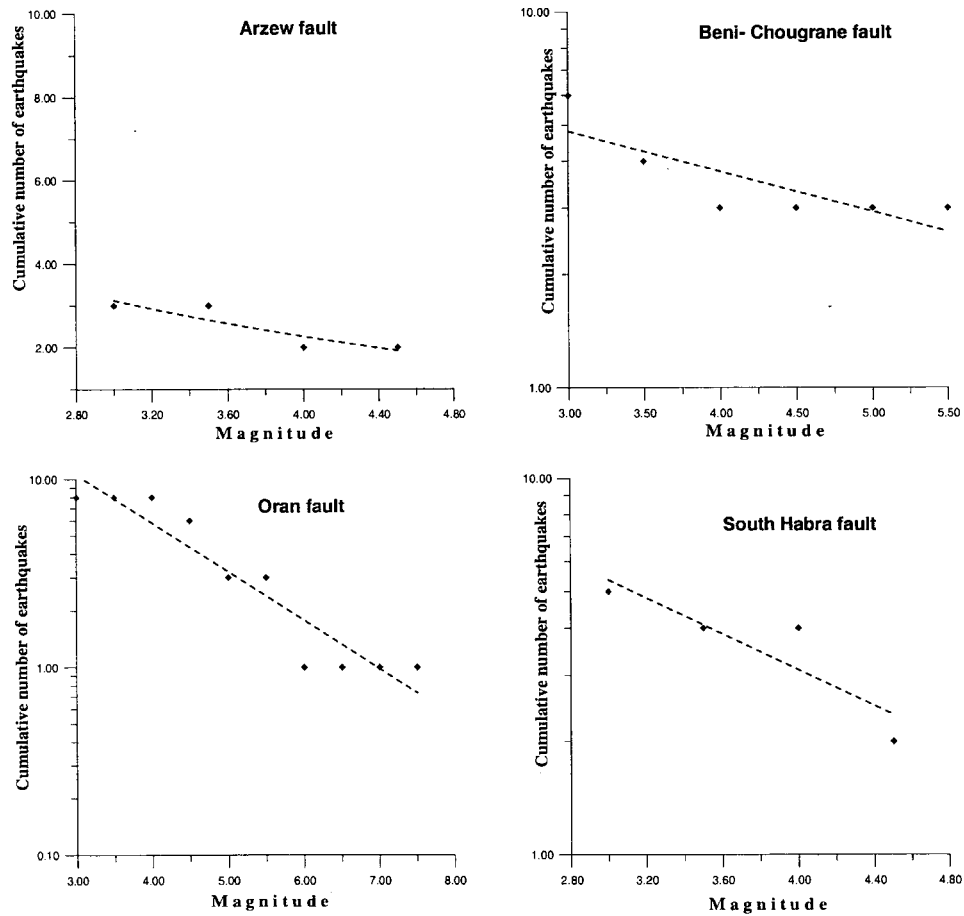 Arzew fault
Cumulative number of earthquakes
10.00
8.00
6.00
4.00
2.00
2.80 3.20 3.60 4.00 4.40 4.80
Magnitude
Beni- Chougrane fault
Cumulative number of earthquakes
10.00
1.00
3.00 3.50 4.00 4.50 5.00 5.50
Magnitude
Oran fault
Cumulative number of earthquakes
10.00
1.00
0.10
3.00 4.00 5.00 6.00 7.00 8.00
Magnitude
South Habra fault
Cumulative number of earthquakes
10.00
1.00
2.80 3.20 3.60 4.00 4.40 4.80
Magnitude